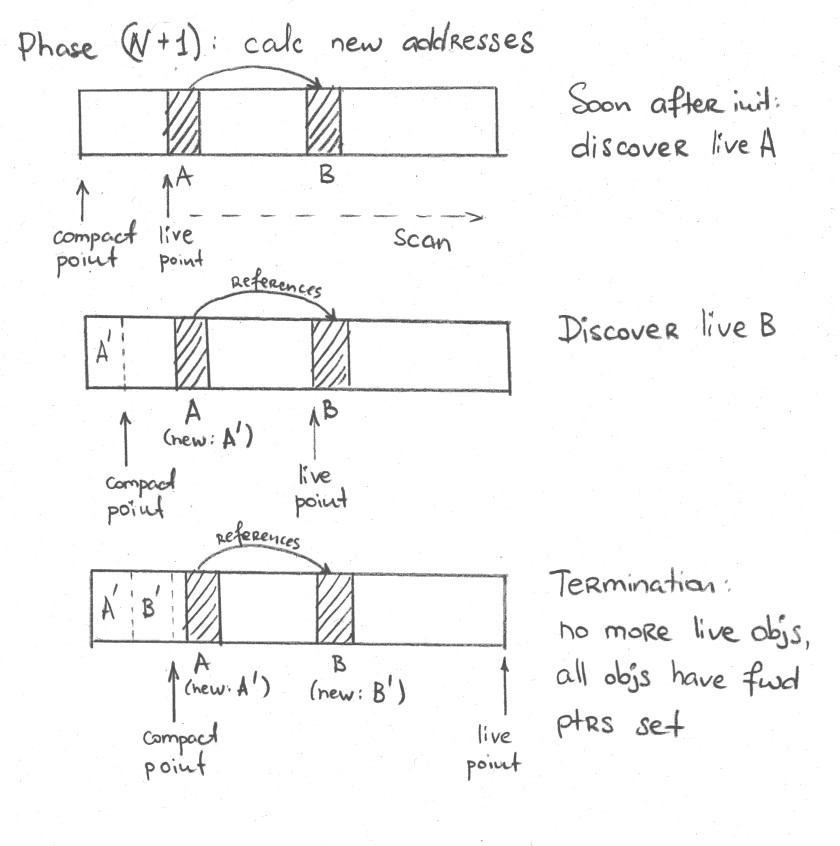 Phase (N+1): calc new addresses
Soon after init:
discover live A
A
B
compact
point
live
point
scan
references
Discover live B
A'
A
(new: A')
B
compact
point
live
point
references
Termination:
no more live objs,
all objs have fwd
ptrs set
A'
B'
A
(new: A')
B
(new: B')
compact
point
live
point